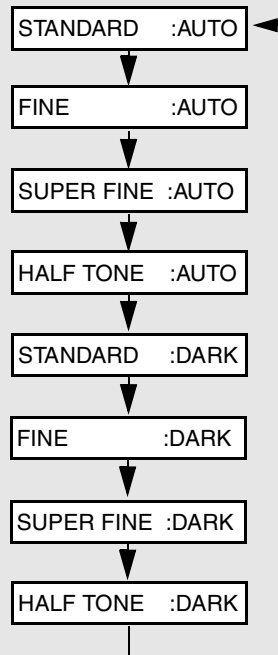 STANDARD :AUTO
FINE :AUTO
SUPER FINE :AUTO
HALF TONE :AUTO
STANDARD :DARK
FINE :DARK
SUPER FINE :DARK
HALF TONE :DARK